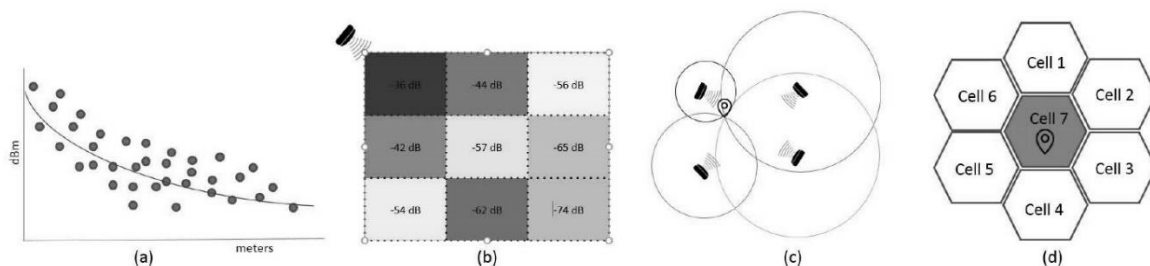 dBm
meters
(a)
-36 dB
-44 dB
-56 dB
-42 dB
-57 dB
-65 dB
-54 dB
-62 dB
-74 dB
(b)
(c)
Cell 1
Cell 6
Cell 2
Cell 7
Cell 5
Cell 3
Cell 4
(d)